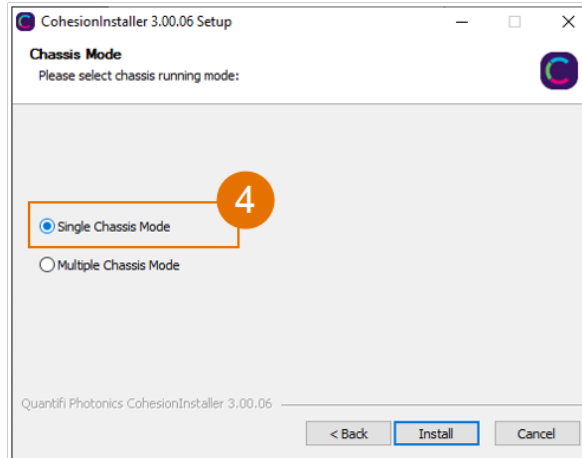 CohesionInstaller 3.00.06 Setup
Chassis Mode
Please select chassis running mode:
4
Single Chassis Mode
Multiple Chassis Mode
Quantifi Photonics CohesionInstaller 3.00.06
< Back Install Cancel